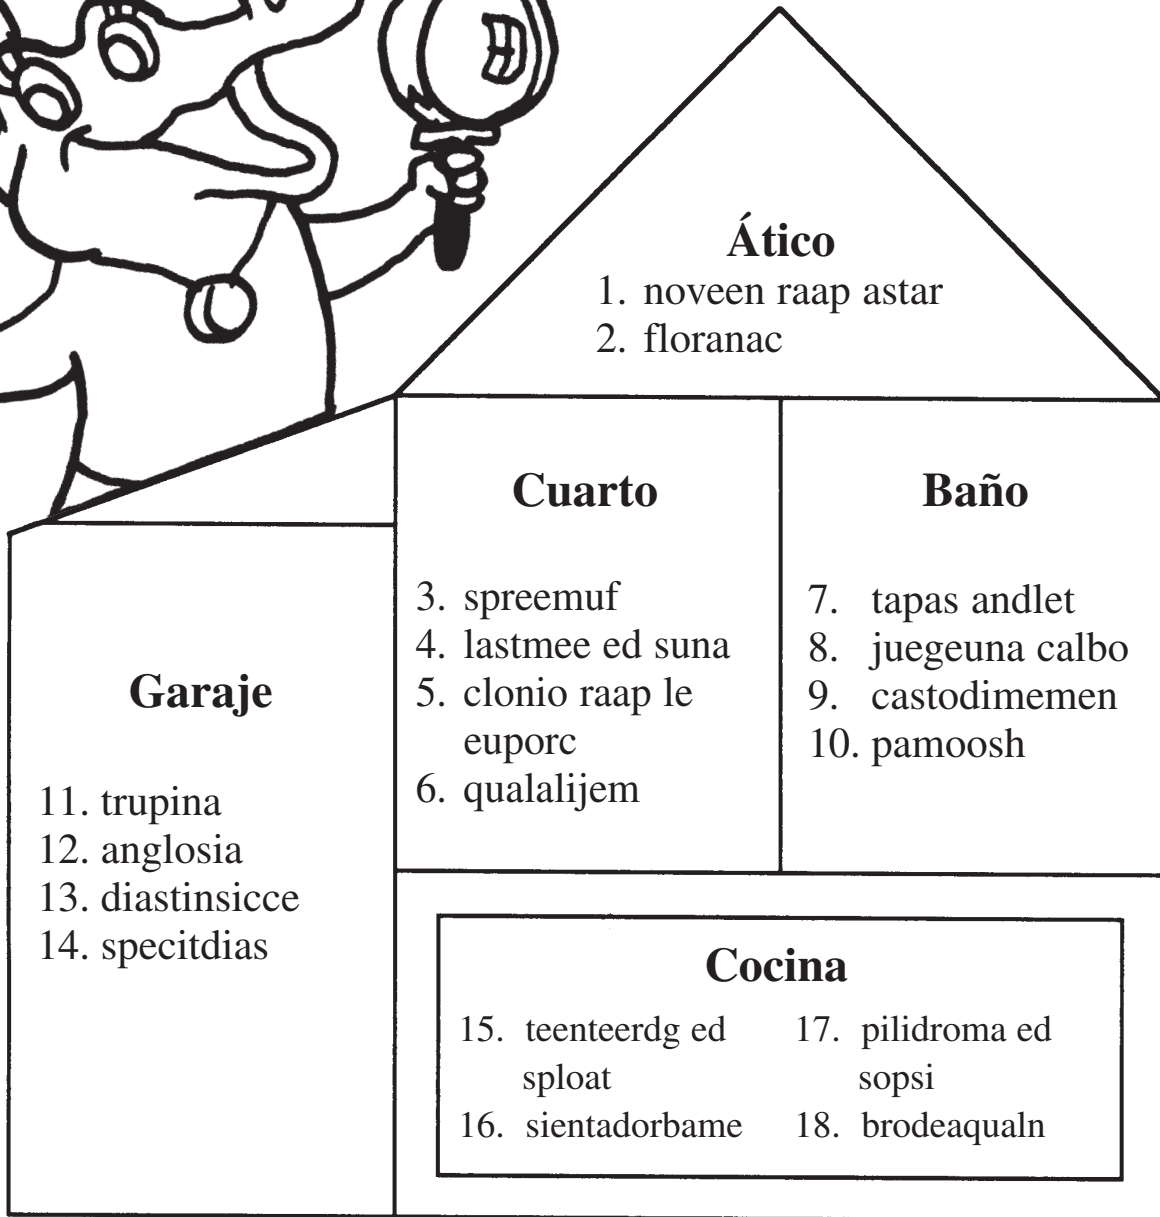 Ático
1. noveen raap astar
2. floranac
Cuarto
3. spreemuf
4. lastmee ed suna
5. clonio raap le
euporc
6. qualalijem
Baño
7. tapas andlet
8. juegeuna calbo
9. castodimemen
10. pamoosh
Garaje
11. trupina
12. anglosia
13. diastinsicce
14. specitdias
Cocina
15. teenteerdg ed
sploat
16. sientadorbame
17. pilidroma ed
sopsi
18. brodeaqualn